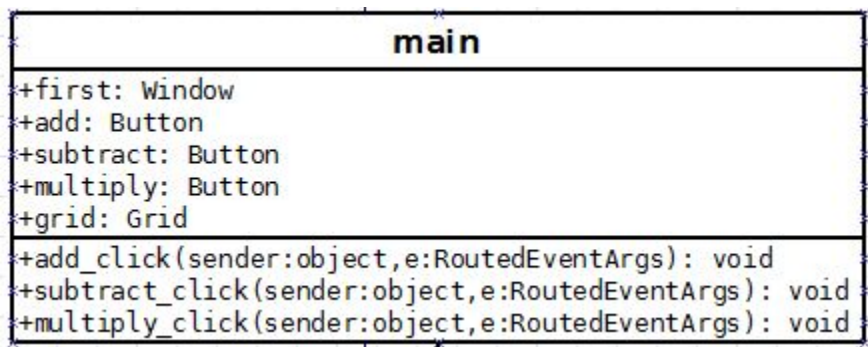 main
+first: Window
+add: Button
+subtract: Button
+multiply: Button
+grid: Grid
+add_click(sender:object,e:RoutedEventArgs): void
+subtract_click(sender:object,e:RoutedEventArgs): void
+multiply_click(sender:object,e:RoutedEventArgs): void